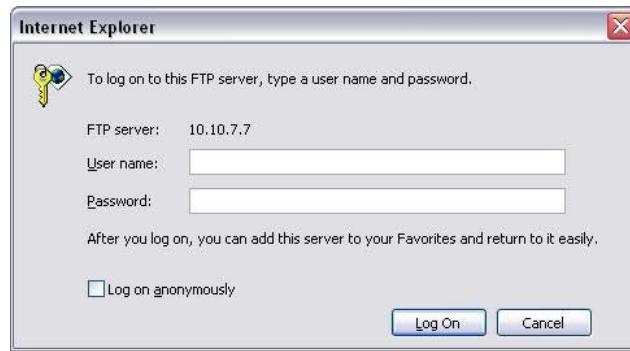 Internet Explorer
To log on to this FTP server, type a user name and password.
FTP server: 10.10.7.7
User name:
Password:
After you log on, you can add this server to your Favorites and return to it easily.
Log on anonymously
Log On Cancel